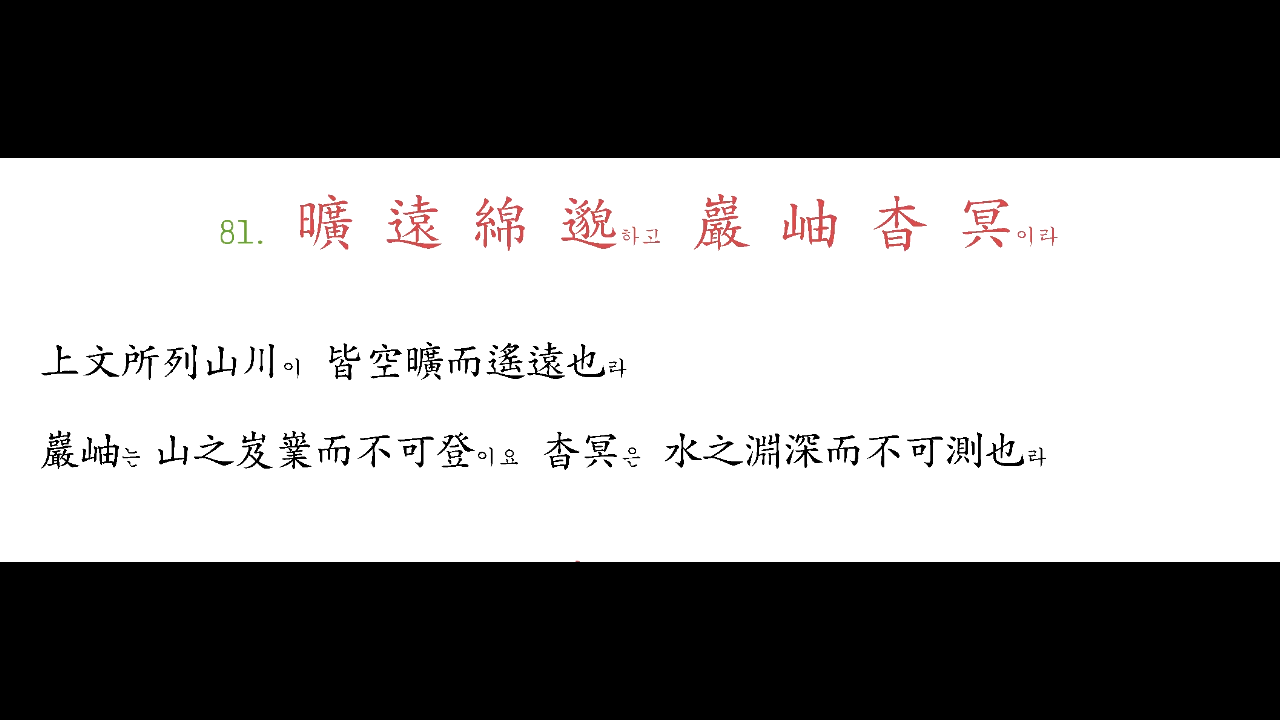 81. 曠 遠 綿 邈하고 巖 岫 杳 冥이라
上文所列山川이 皆空曠而遙遠也라
巖岫는 山之岌嶪而不可登이요 杳冥은 水之淵深而不可測也라